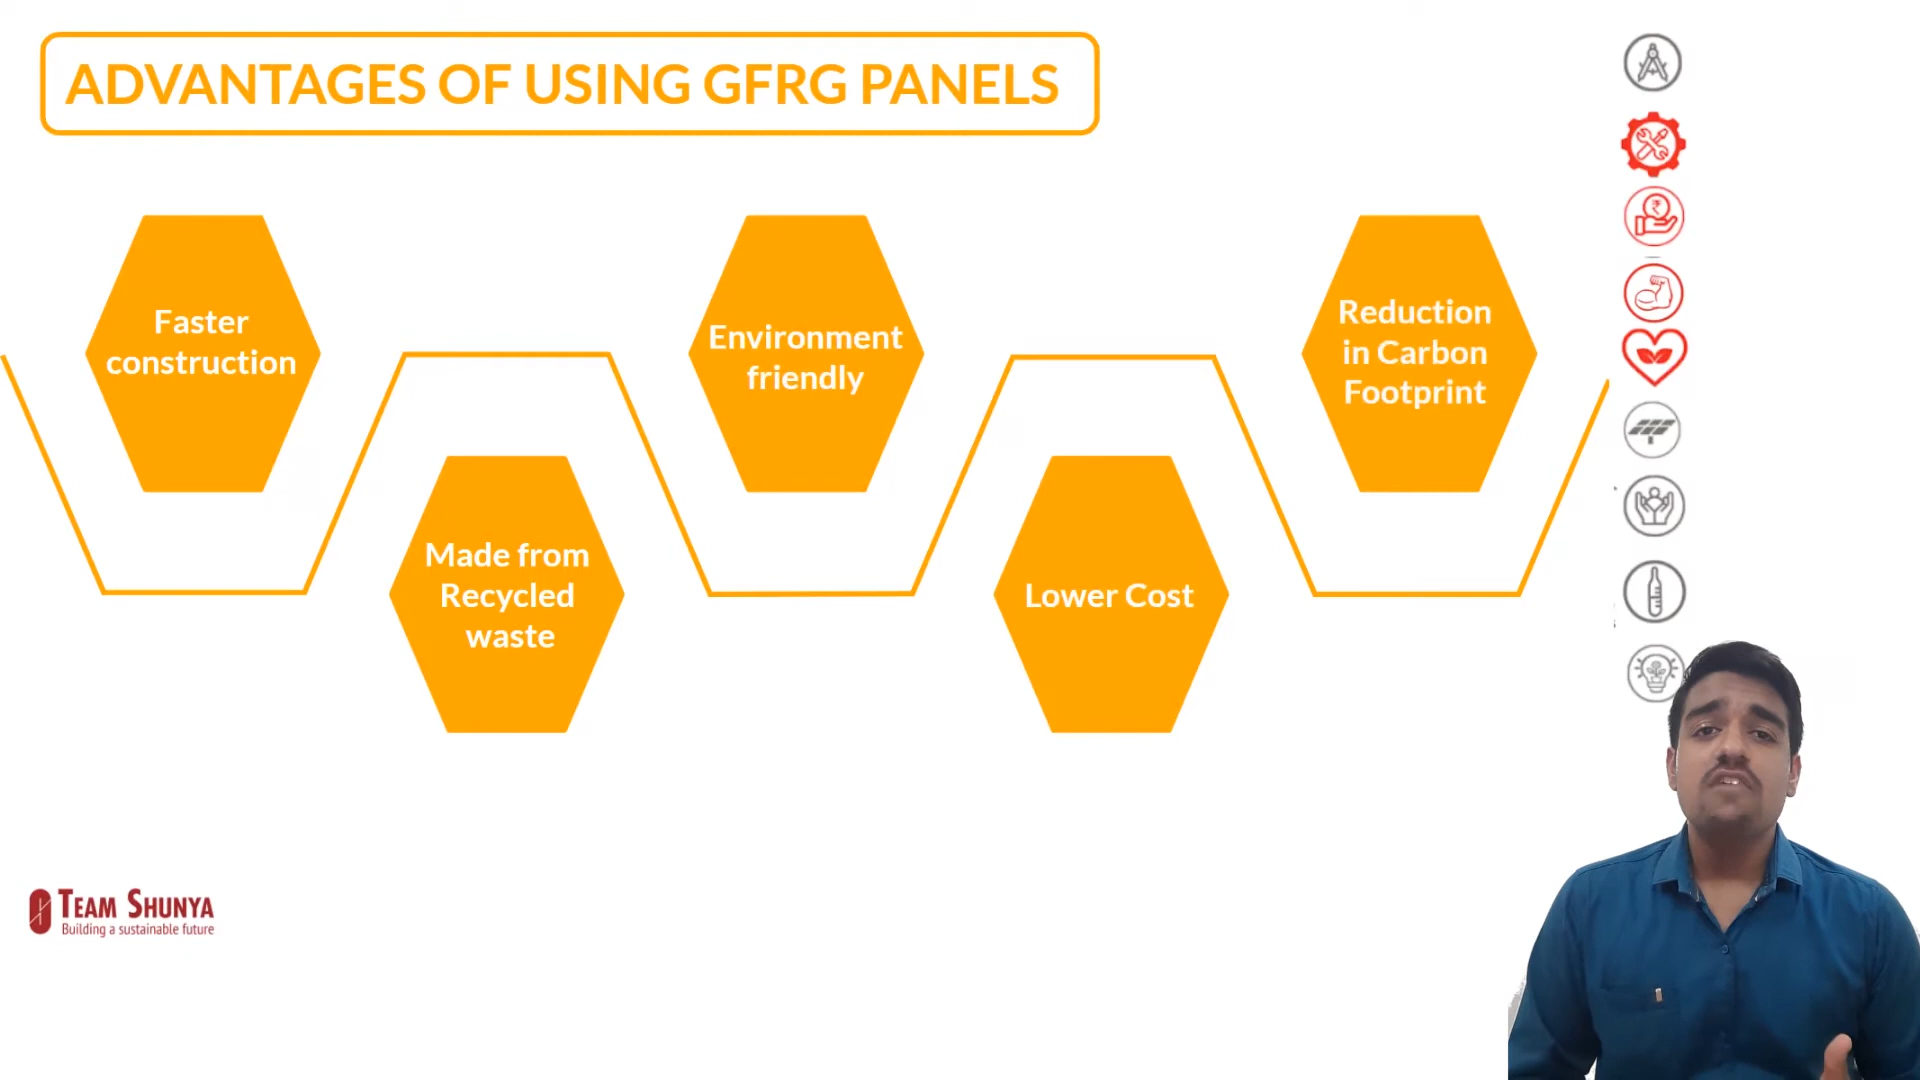 ADVANTAGES OF USING GFRG PANELS
Faster
construction
Made from
Recycled
waste
Environment
friendly
Lower Cost
Reduction
in Carbon
Footprint
₹
TEAM SHUNYA
Building a sustainable future